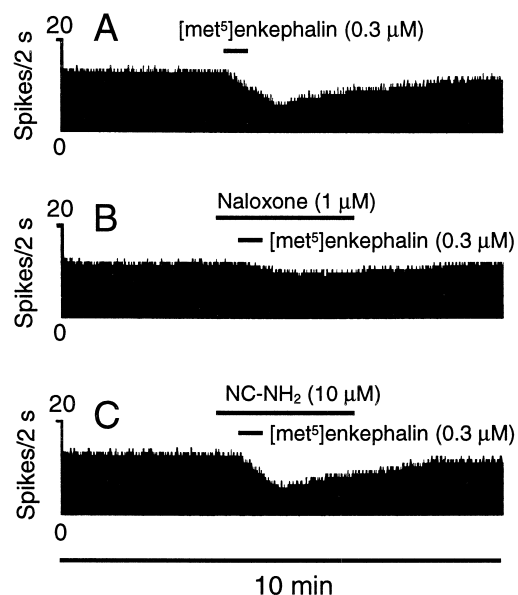 20
A
[met⁵]enkephalin (0.3 µM)
Spikes/2 s
0
Naloxone (1 µM)
20
B
[met⁵]enkephalin (0.3 µM)
Spikes/2 s
0
NC-NH₂ (10 µM)
20
C
[met⁵]enkephalin (0.3 µM)
Spikes/2 s
0
10 min